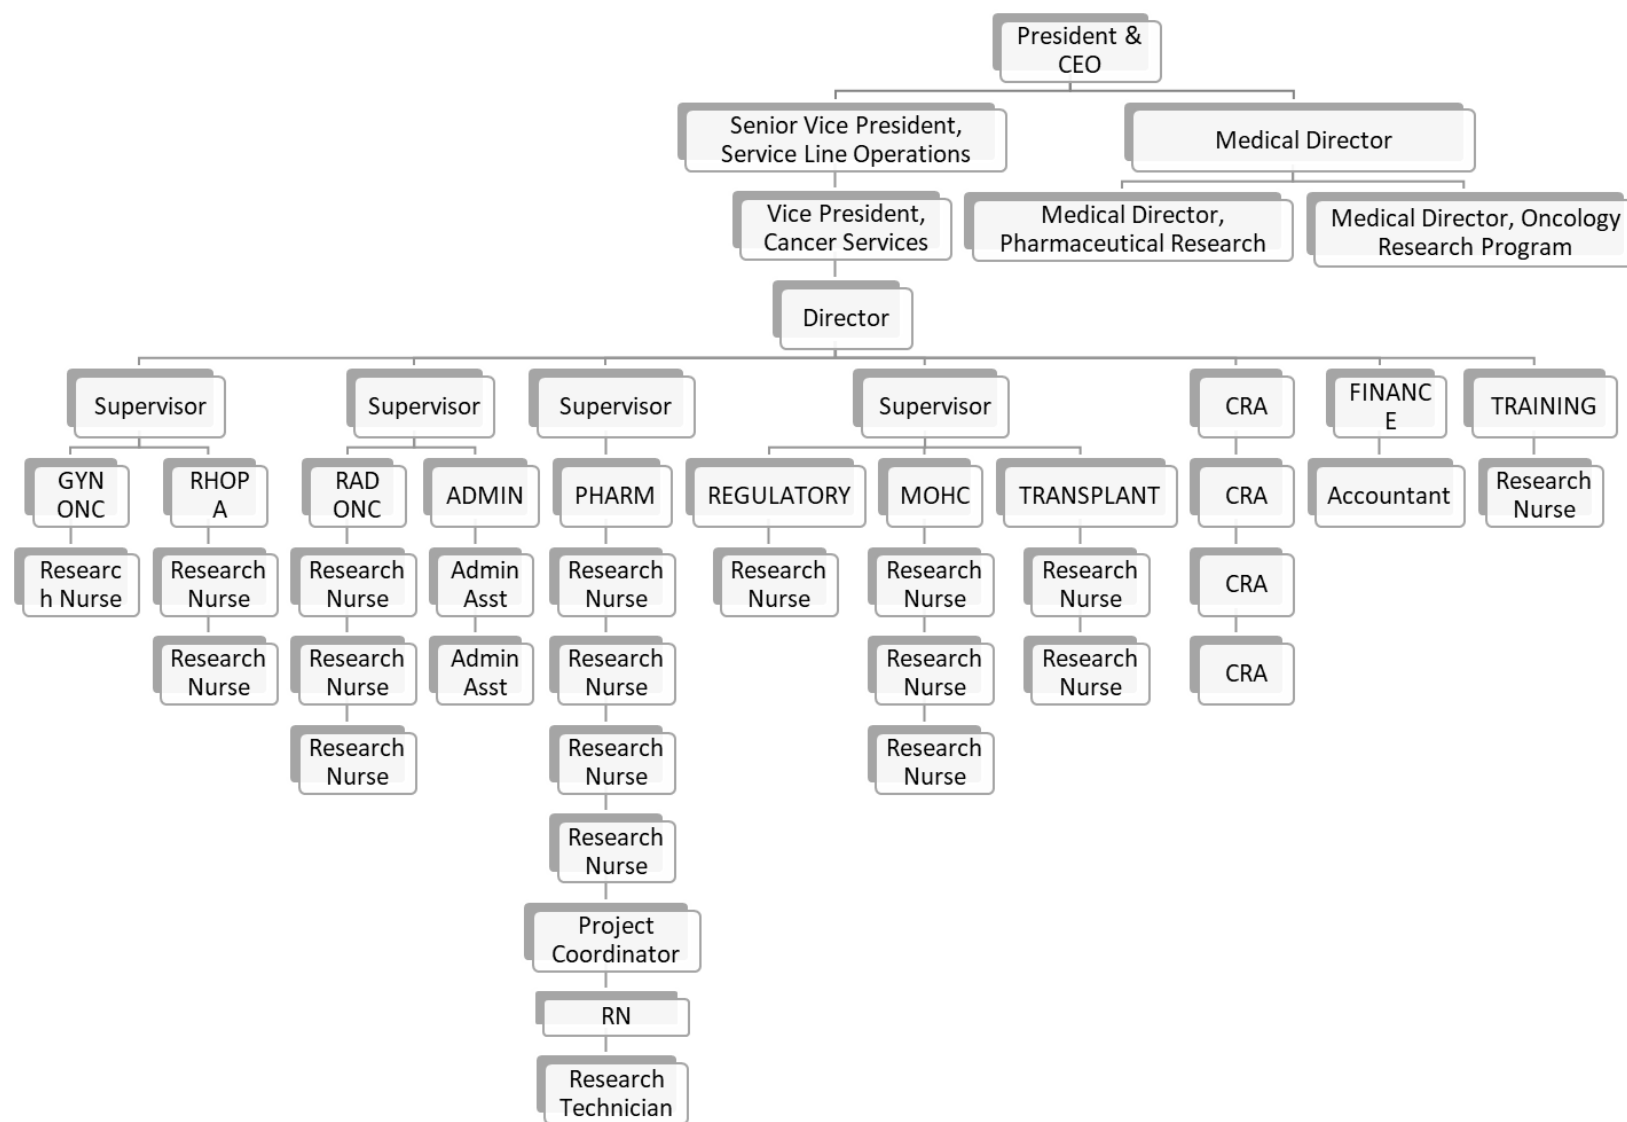 President &
CEO
Senior Vice President,
Service Line Operations
Medical Director
Vice President,
Cancer Services
Medical Director,
Pharmaceutical Research
Medical Director, Oncology
Research Program
Director
Supervisor
Supervisor
Supervisor
Supervisor
CRA
FINANC
E
TRAINING
GYN
ONC
RHOP
A
RAD
ONC
ADMIN
PHARM
REGULATORY
MOHC
TRANSPLANT
CRA
Accountant
Research
Nurse
Researc
h Nurse
Research
Nurse
Research
Nurse
Admin
Asst
Research
Nurse
Research
Nurse
Research
Nurse
Research
Nurse
CRA
Research
Nurse
Research
Nurse
Admin
Asst
Research
Nurse
Research
Nurse
Research
Nurse
CRA
Research
Nurse
Research
Nurse
Research
Nurse
Research
Nurse
Project
Coordinator
RN
Research
Technician